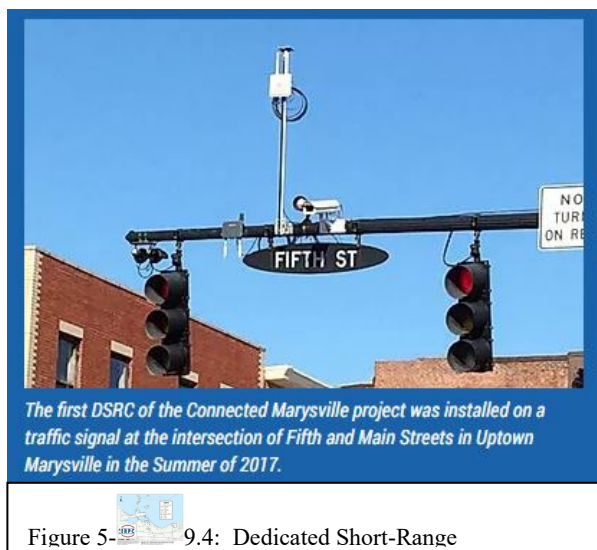 NO
TUR
ON RE
FIFTH ST
The first DSRC of the Connected Marysville project was installed on a
traffic signal at the intersection of Fifth and Main Streets in Uptown
Marysville in the Summer of 2017.
Figure 5- 9.4: Dedicated Short-Range